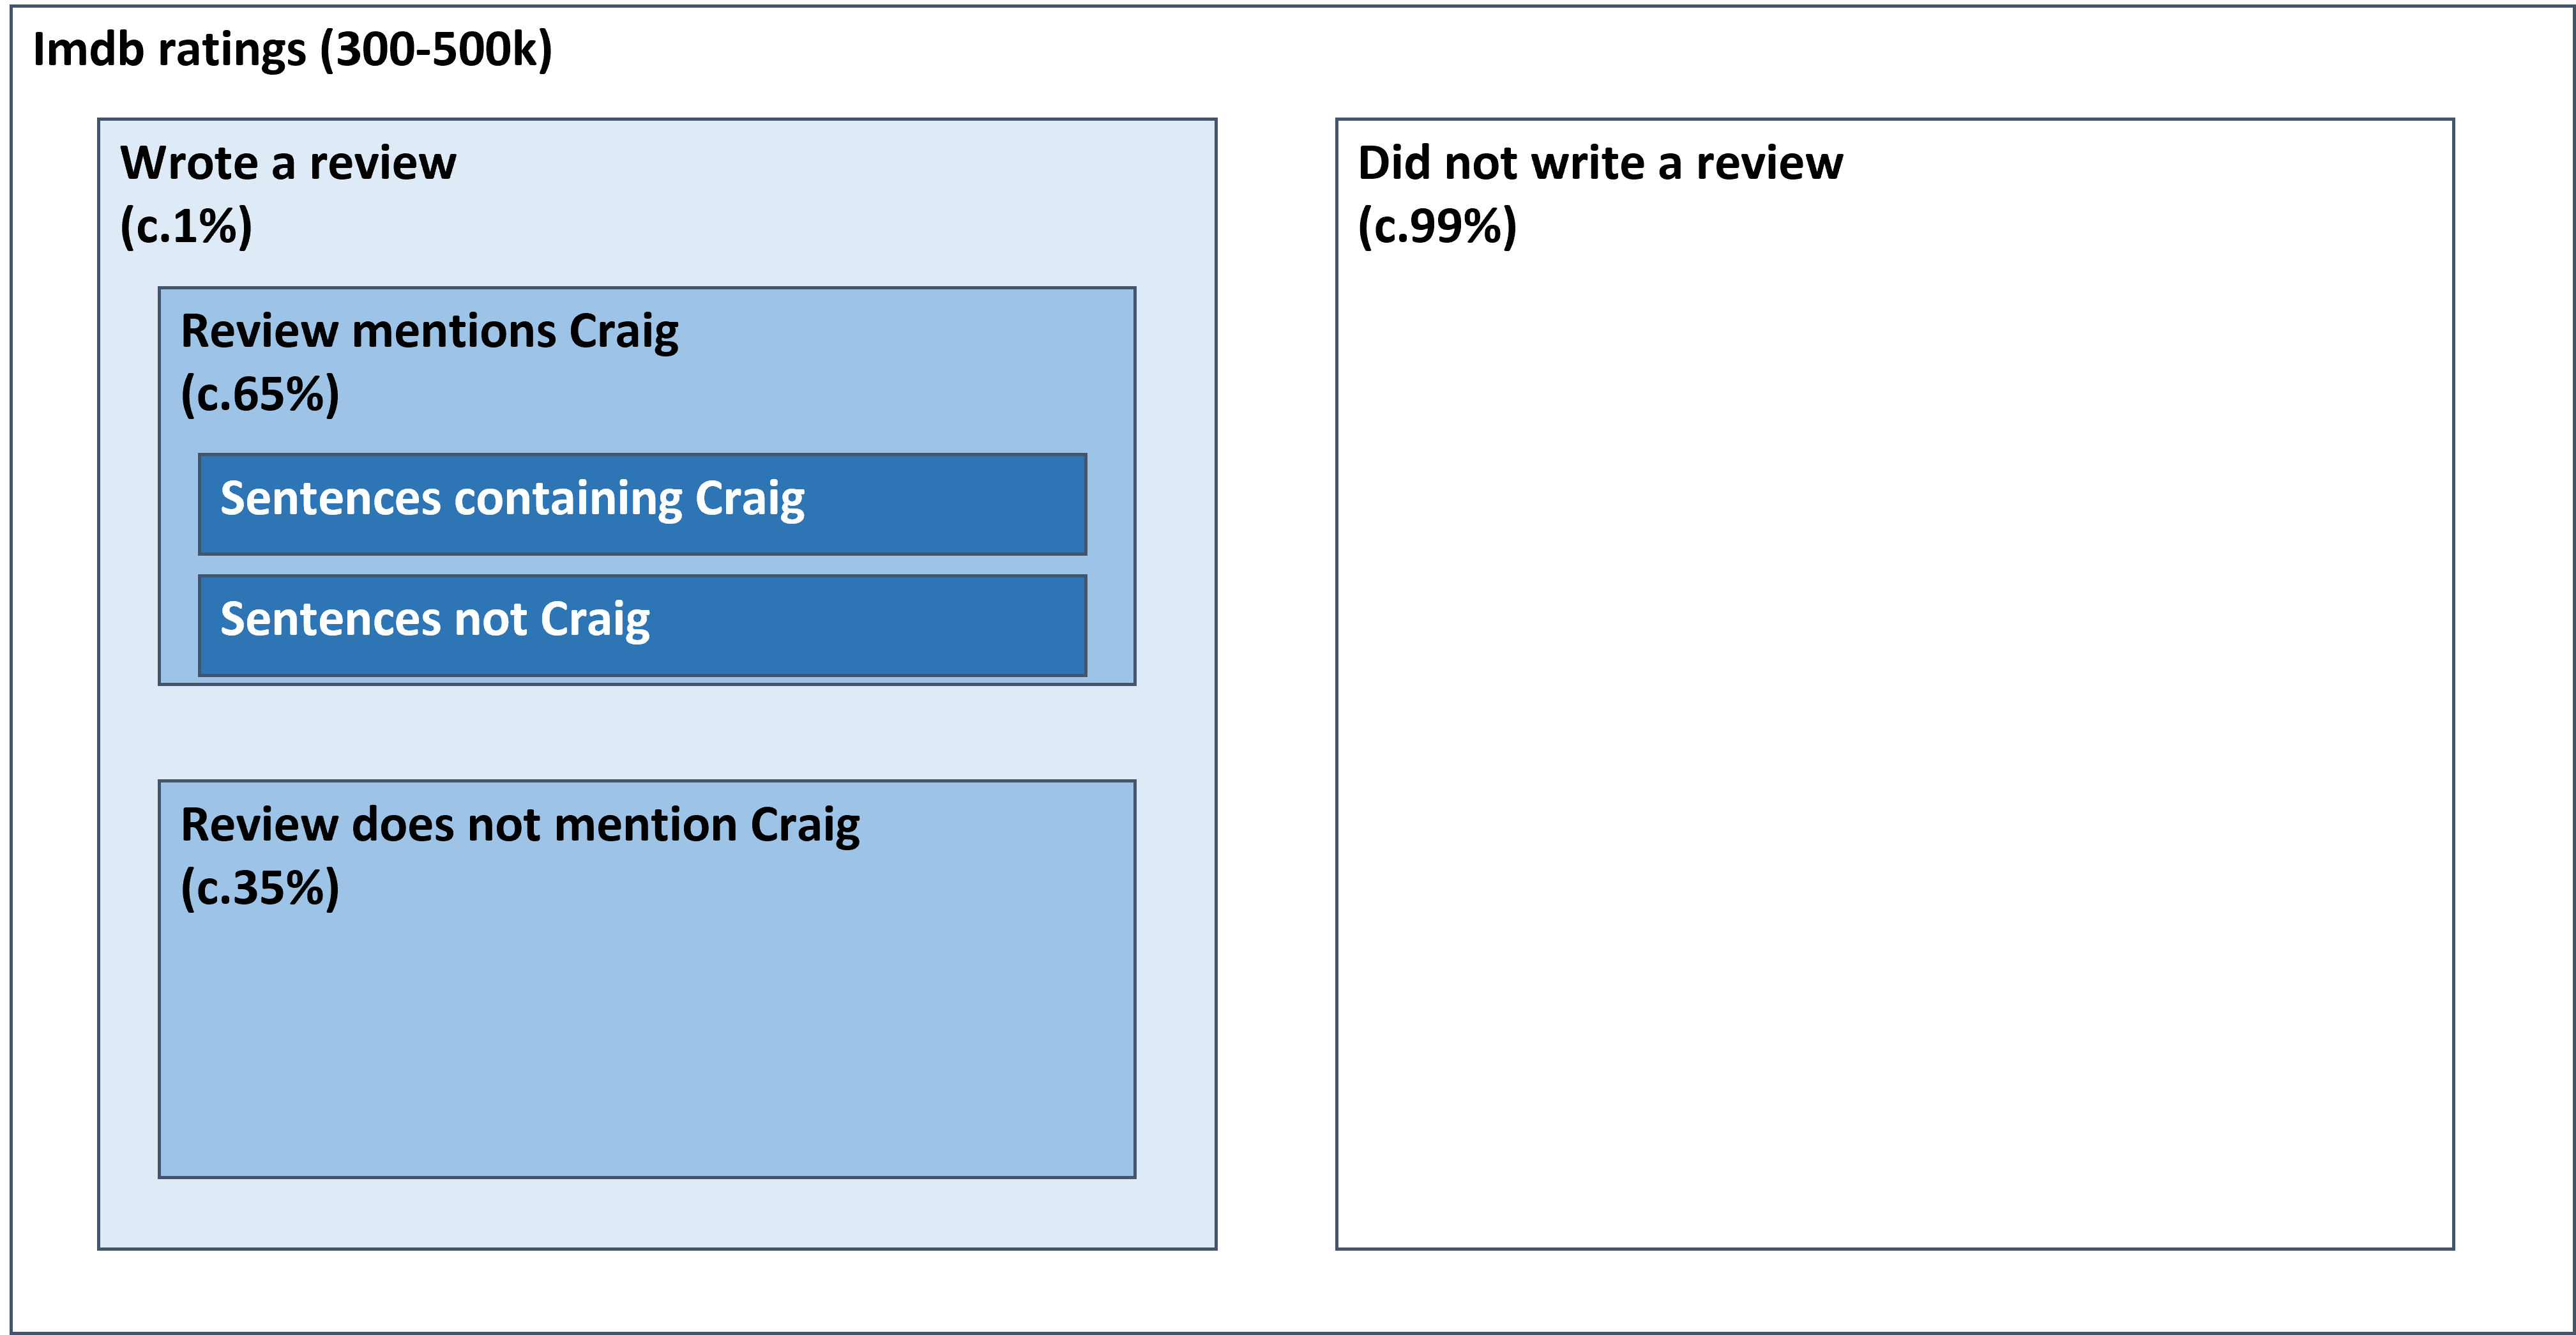 Imdb ratings (300-500k)
Wrote a review
(c.1%)
Review mentions Craig
(c.65%)
Sentences containing Craig
Sentences not Craig
Review does not mention Craig
(c.35%)
Did not write a review
(c.99%)